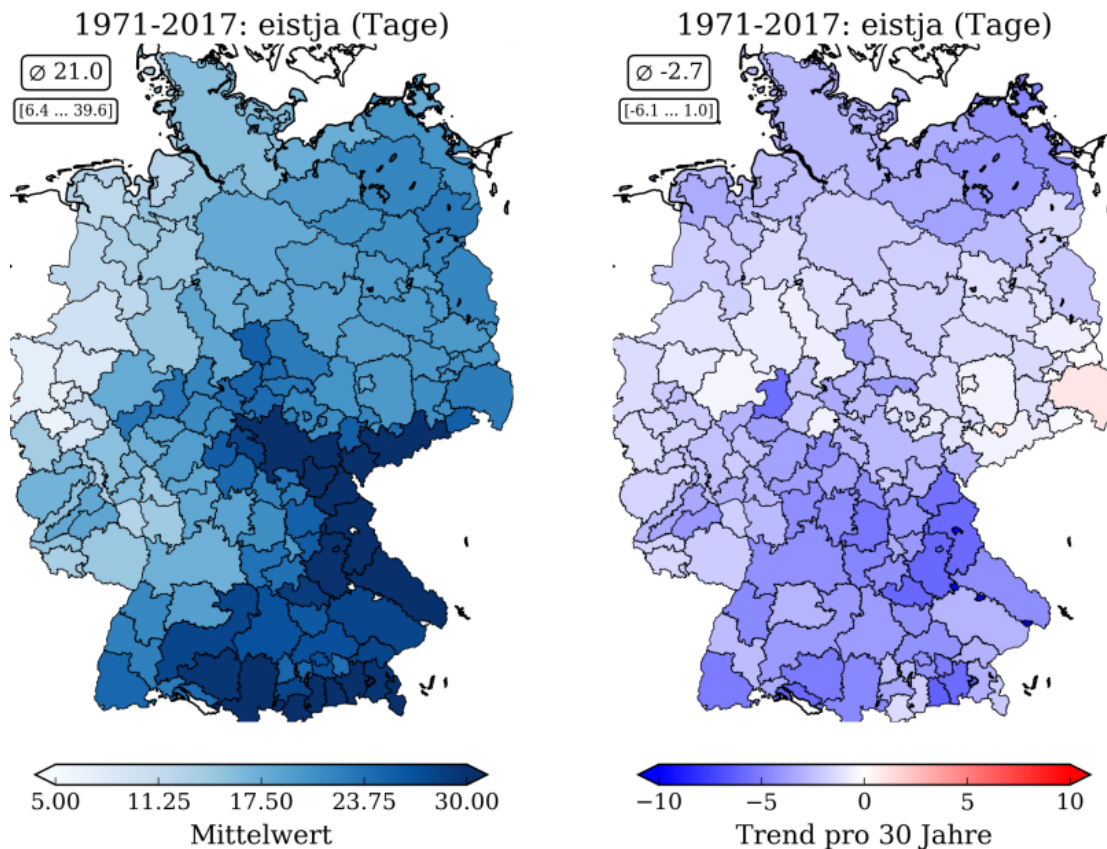 1971-2017: eistja (Tage)
∅ 21.0
[6.4 ... 39.6]
5.00 11.25 17.50 23.75 30.00
Mittelwert
1971-2017: eistja (Tage)
∅ -2.7
[-6.1 ... 1.0]
−10 −5 0 5 10
Trend pro 30 Jahre